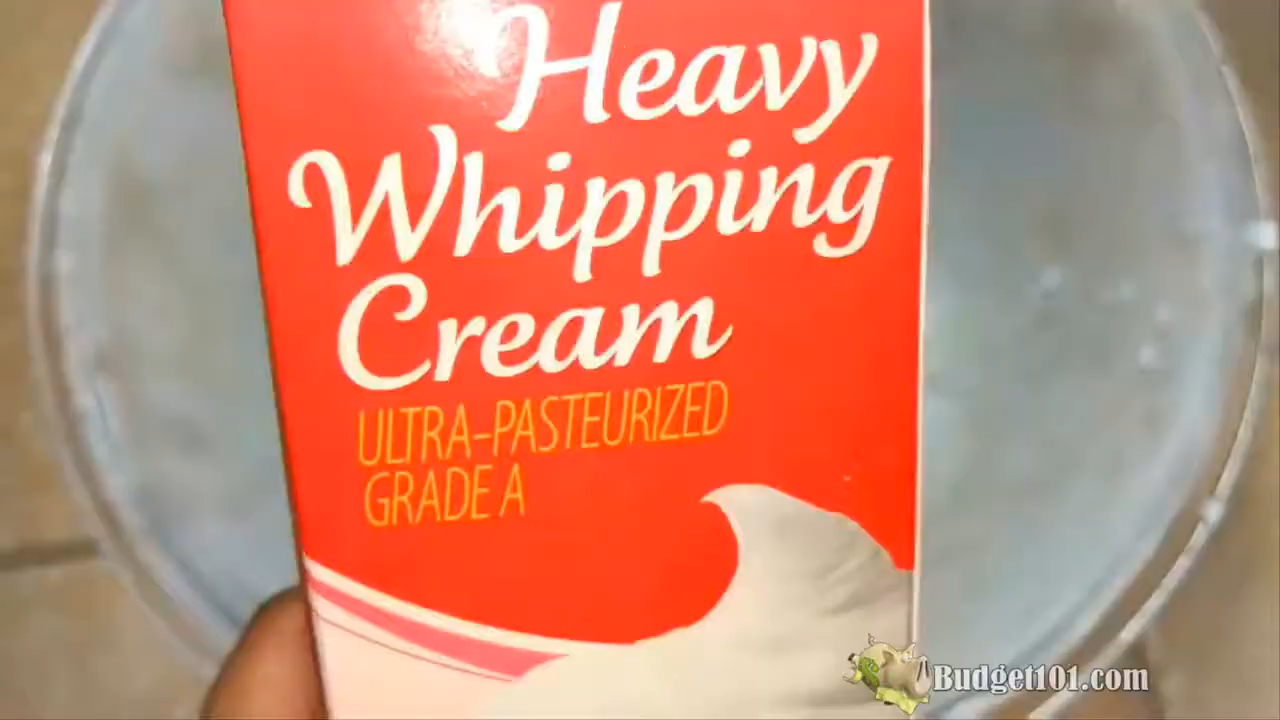 Heavy
Whipping
Cream
ULTRA-PASTEURIZED
GRADE A
Budget101.com